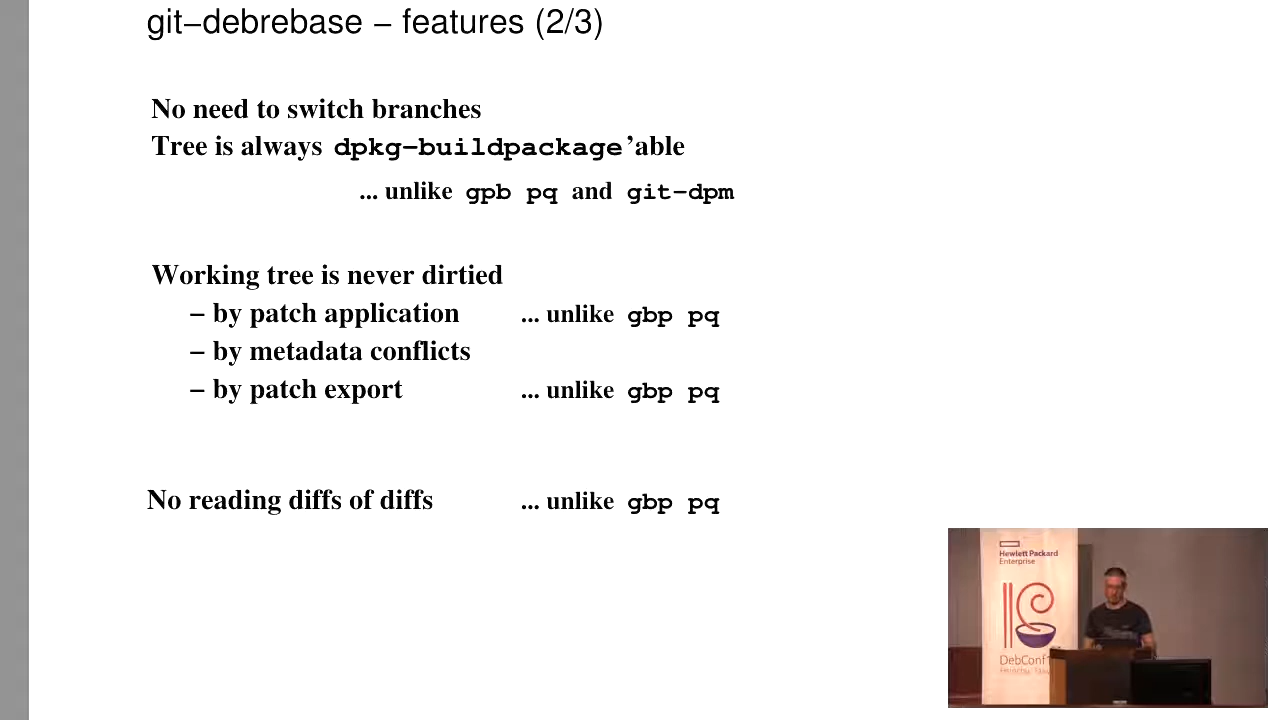 git–debrebase – features (2/3)
No need to switch branches
Tree is always dpkg–buildpackage’able
... unlike gpb pq and git–dpm
Working tree is never dirtied
– by patch application ... unlike gbp pq
– by metadata conflicts
– by patch export ... unlike gbp pq
No reading diffs of diffs ... unlike gbp pq
Hewlett Packard
Enterprise
DebConf